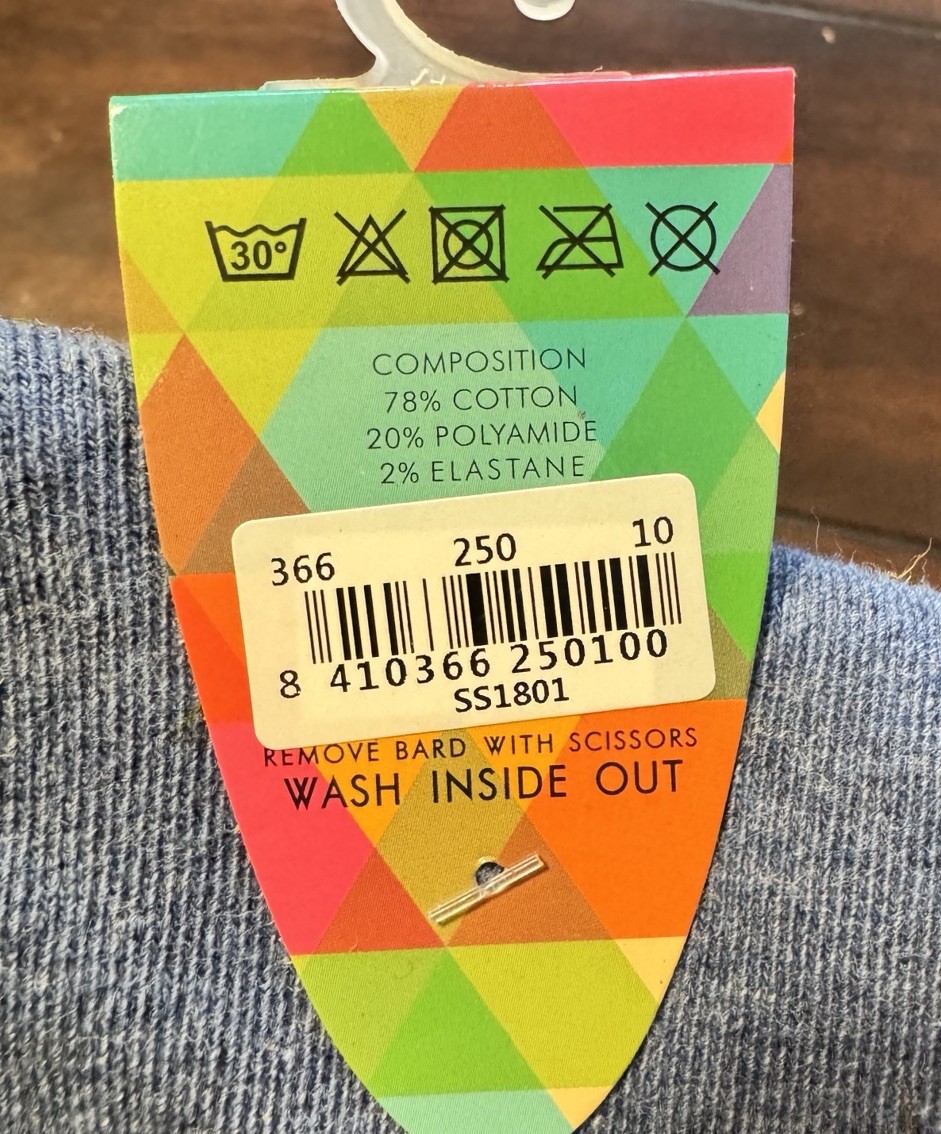 30°
COMPOSITION
78% COTTON
20% POLYAMIDE
2% ELASTANE
366 250 10
8 410366 250100
SS1801
REMOVE BARD WITH SCISSORS
WASH INSIDE OUT